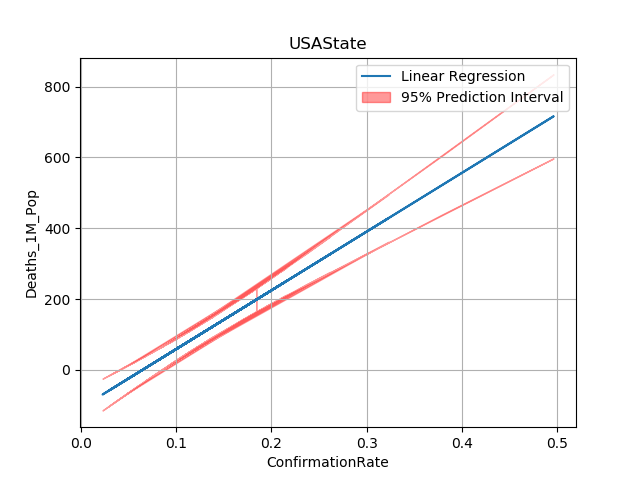 USAState
Linear Regression
95% Prediction Interval
Deaths_1M_Pop
800
600
400
200
0
0.0 0.1 0.2 0.3 0.4 0.5
ConfirmationRate